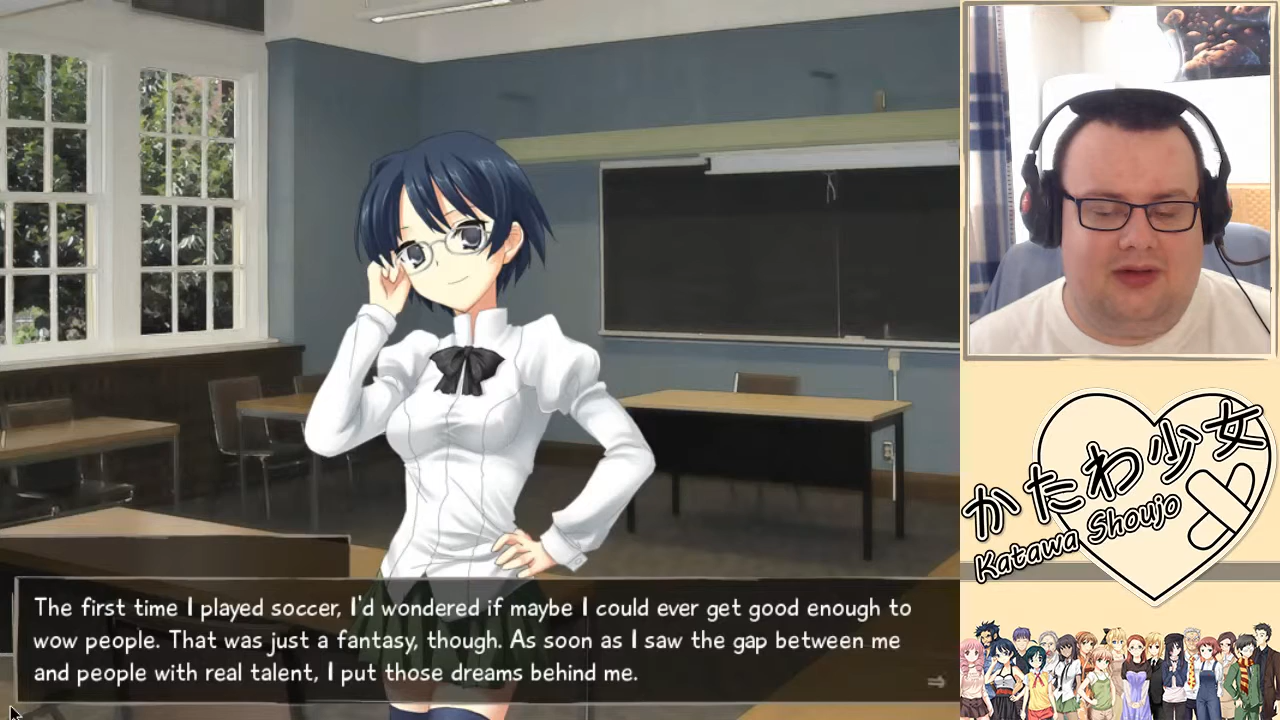 The first time I played soccer, I'd wondered if maybe I could ever get good enough to
wow people. That was just a fantasy, though. As soon as I saw the gap between me
and people with real talent, I put those dreams behind me.
かたわ少女
Katawa Shoujo